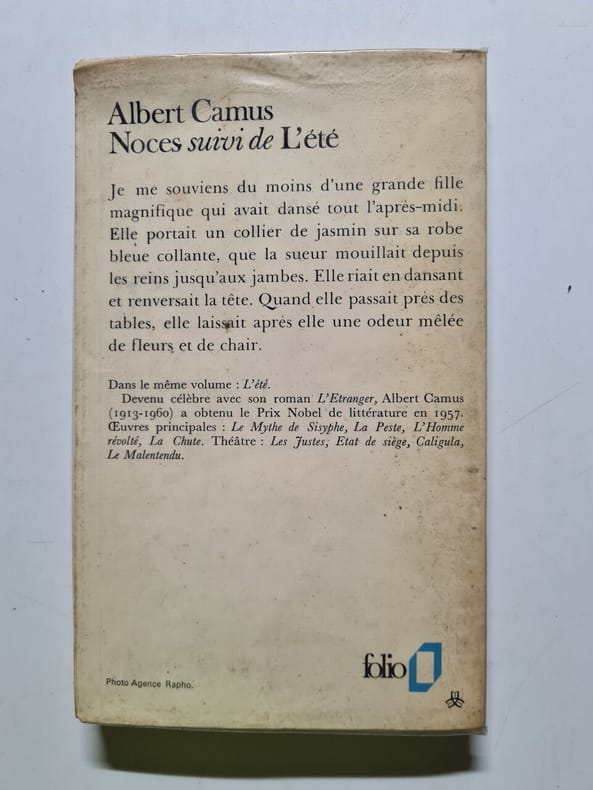 Albert Camus
Noces suivi de L'été
Je me souviens du moins d'une grande fille
magnifique qui avait dansé tout l'après-midi.
Elle portait un collier de jasmin sur sa robe
bleue collante, que la sueur mouillait depuis
les reins jusqu'aux jambes. Elle riait en dansant
et renversait la tête. Quand elle passait près des
tables, elle laissait après elle une odeur mêlée
de fleurs et de chair.
Dans le même volume : L'été.
Devenu célèbre avec son roman L'Etranger, Albert Camus
(1913-1960) a obtenu le Prix Nobel de littérature en 1957.
Œuvres principales : Le Mythe de Sisyphe, La Peste, L'Homme
révolté, La Chute. Théâtre : Les Justes, Etat de siège, Caligula,
Le Malentendu.
folio
Photo Agence Rapho.